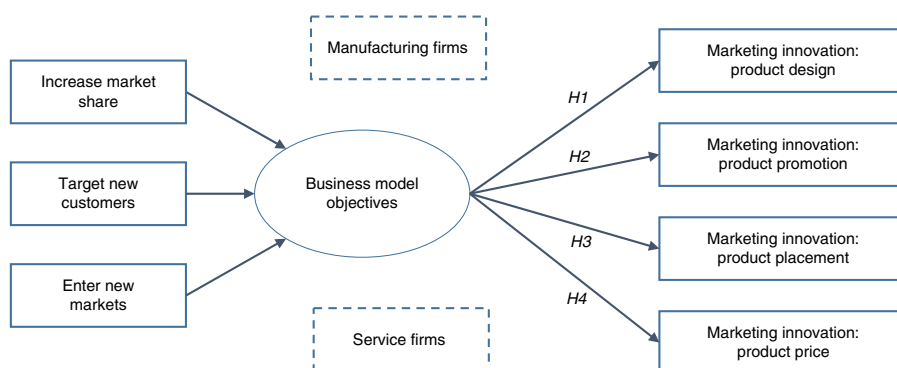 Manufacturing firms
Increase market
share
Target new
customers
Enter new
markets
Business model
objectives
H1
H2
H3
H4
Marketing innovation:
product design
Marketing innovation:
product promotion
Marketing innovation:
product placement
Marketing innovation:
product price
Service firms